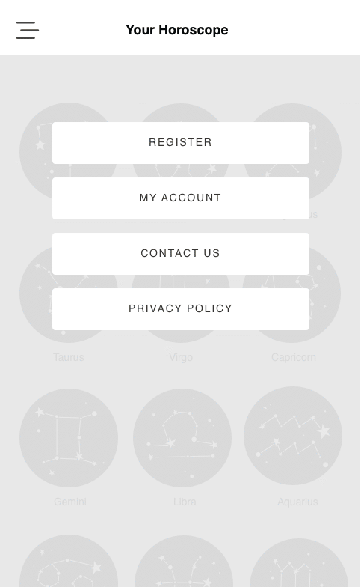 Your Horoscope
REGISTER
MY ACCOUNT
CONTACT US
PRIVACY POLICY
Taurus
Virgo
Capricorn
Gemini
Libra
Aquarius